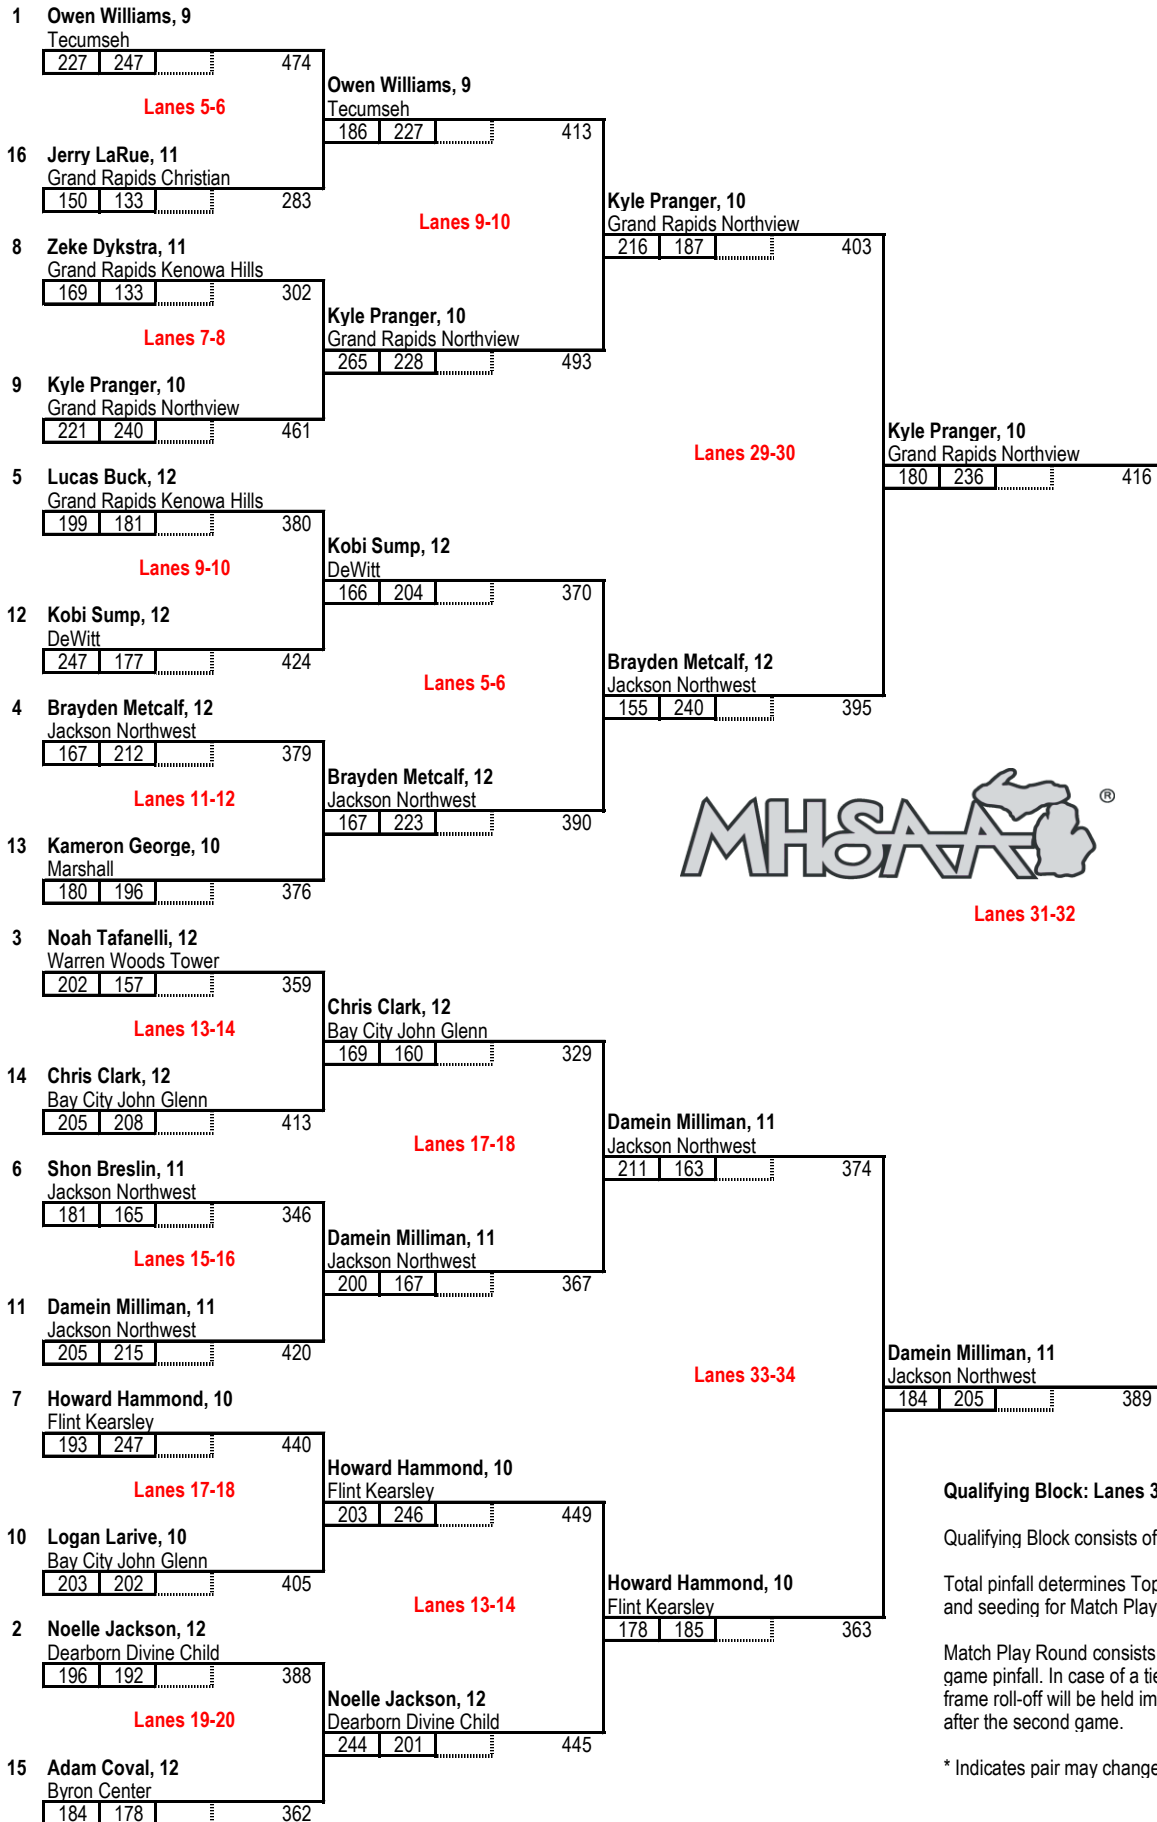 1 Owen Williams, 9
Tecumseh
227 247 474
Lanes 5-6
Owen Williams, 9
Tecumseh
186 227 413
16 Jerry LaRue, 11
Grand Rapids Christian
150 133 283
Lanes 9-10
Kyle Pranger, 10
Grand Rapids Northview
216 187 403
8 Zeke Dykstra, 11
Grand Rapids Kenowa Hills
169 133 302
Lanes 7-8
Kyle Pranger, 10
Grand Rapids Northview
265 228 493
9 Kyle Pranger, 10
Grand Rapids Northview
221 240 461
Lanes 29-30
Kyle Pranger, 10
Grand Rapids Northview
180 236 416
5 Lucas Buck, 12
Grand Rapids Kenowa Hills
199 181 380
Lanes 9-10
Kobi Sump, 12
DeWitt
166 204 370
12 Kobi Sump, 12
DeWitt
247 177 424
Lanes 5-6
Brayden Metcalf, 12
Jackson Northwest
155 240 395
4 Brayden Metcalf, 12
Jackson Northwest
167 212 379
Lanes 11-12
Brayden Metcalf, 12
Jackson Northwest
167 223 390
13 Kameron George, 10
Marshall
180 196 376
MHSAA ®
Lanes 31-32
3 Noah Tafanelli, 12
Warren Woods Tower
202 157 359
Lanes 13-14
Chris Clark, 12
Bay City John Glenn
169 160 329
14 Chris Clark, 12
Bay City John Glenn
205 208 413
Lanes 17-18
Damein Milliman, 11
Jackson Northwest
211 163 374
6 Shon Breslin, 11
Jackson Northwest
181 165 346
Lanes 15-16
Damein Milliman, 11
Jackson Northwest
200 167 367
11 Damein Milliman, 11
Jackson Northwest
205 215 420
Lanes 33-34
Damein Milliman, 11
Jackson Northwest
184 205 389
7 Howard Hammond, 10
Flint Kearsley
193 247 440
Lanes 17-18
Howard Hammond, 10
Flint Kearsley
203 246 449
10 Logan Larive, 10
Bay City John Glenn
203 202 405
Lanes 13-14
Howard Hammond, 10
Flint Kearsley
178 185 363
2 Noelle Jackson, 12
Dearborn Divine Child
196 192 388
Lanes 19-20
Noelle Jackson, 12
Dearborn Divine Child
244 201 445
15 Adam Coval, 12
Byron Center
184 178 362
Qualifying Block: Lanes 3
Qualifying Block consists of
Total pinfall determines Top
and seeding for Match Play
Match Play Round consists
game pinfall. In case of a tie
frame roll-off will be held im
after the second game.
* Indicates pair may change